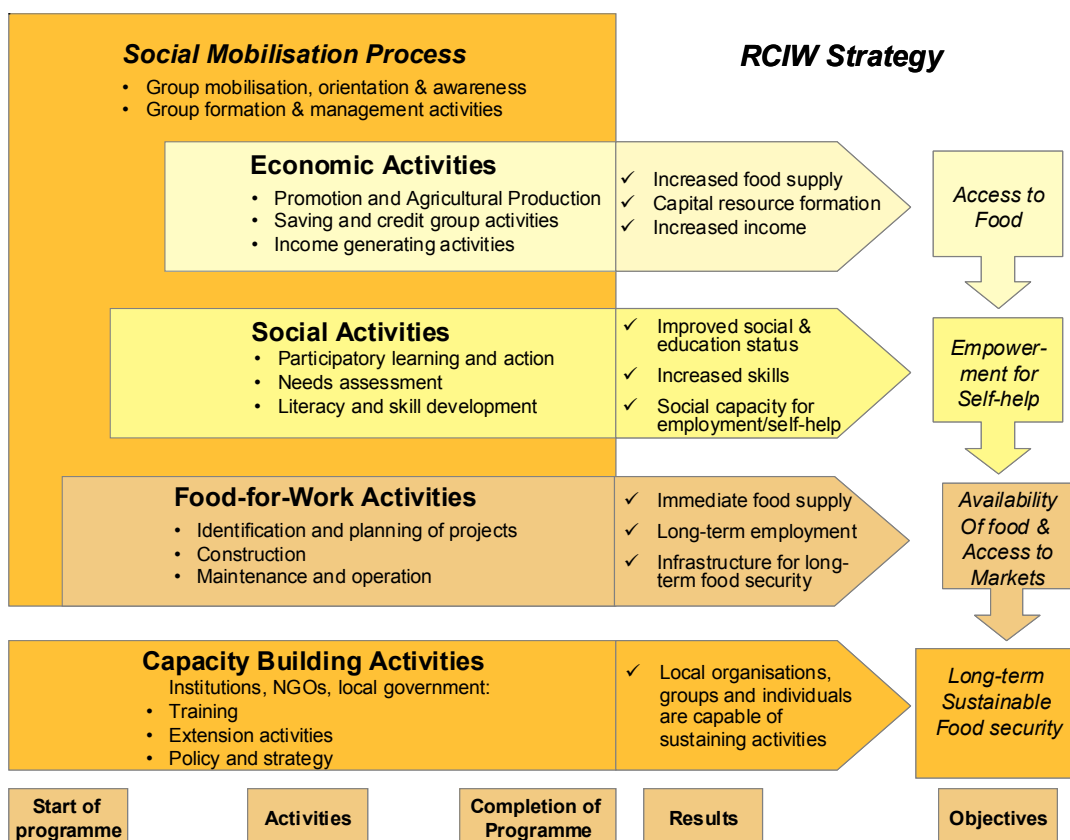 Social Mobilisation Process
• Group mobilisation, orientation & awareness
• Group formation & management activities
RCIW Strategy
Economic Activities
• Promotion and Agricultural Production
• Saving and credit group activities
• Income generating activities
✓ Increased food supply
✓ Capital resource formation
✓ Increased income
Access to
Food
Social Activities
• Participatory learning and action
• Needs assessment
• Literacy and skill development
✓ Improved social &
education status
✓ Increased skills
✓ Social capacity for
employment/self-help
Empower-
ment for
Self-help
Food-for-Work Activities
• Identification and planning of projects
• Construction
• Maintenance and operation
✓ Immediate food supply
✓ Long-term employment
✓ Infrastructure for long-
term food security
Availability
Of food &
Access to
Markets
Capacity Building Activities
Institutions, NGOs, local government:
• Training
• Extension activities
• Policy and strategy
✓ Local organisations,
groups and individuals
are capable of
sustaining activities
Long-term
Sustainable
Food security
Start of
programme
Activities
Completion of
Programme
Results
Objectives